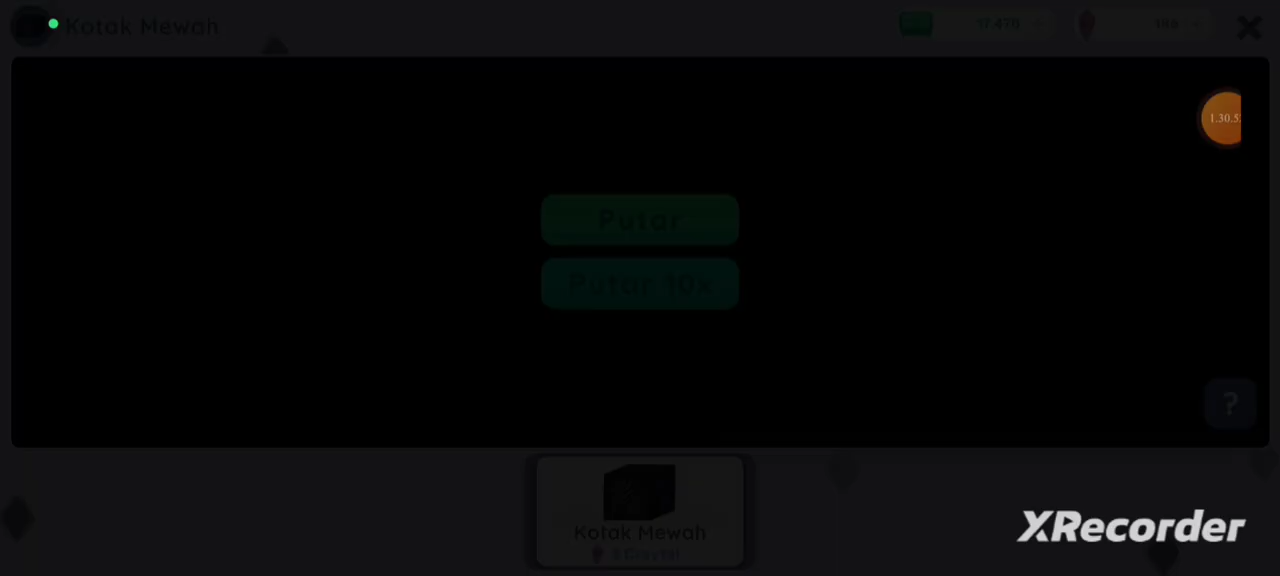 Kotak Mewah
17.470
1.30.5
Putar
Putar 10x
?
Kotak Mewah
XRecorder